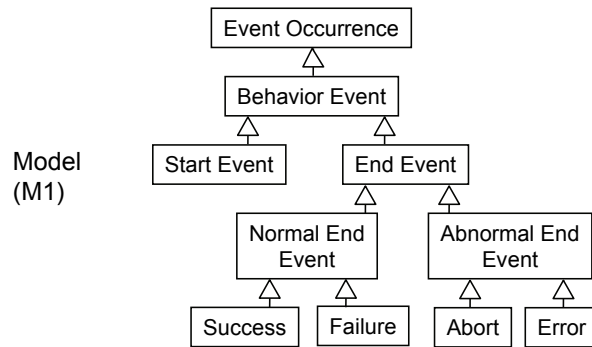 Event Occurrence
Behavior Event
Model
(M1)
Start Event
End Event
Normal End
Event
Abnormal End
Event
Success
Failure
Abort
Error